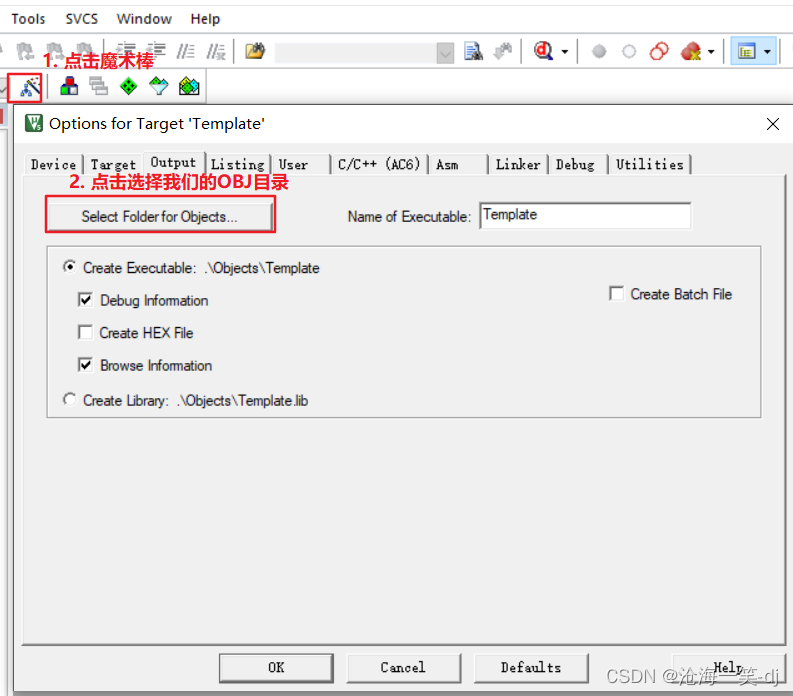 Tools SVCS Window Help
1. 点击魔术棒
Options for Target 'Template'
Device Target Output Listing User C/C++ (AC6) Asm Linker Debug Utilities
2. 点击选择我们的OBJ目录
Select Folder for Objects... Name of Executable: Template
Create Executable: .\Objects\Template
Debug Information Create Batch File
Create HEX File
Browse Information
Create Library: .\Objects\Template.lib
OK Cancel Defaults Help
CSDN @沧海一笑-dj